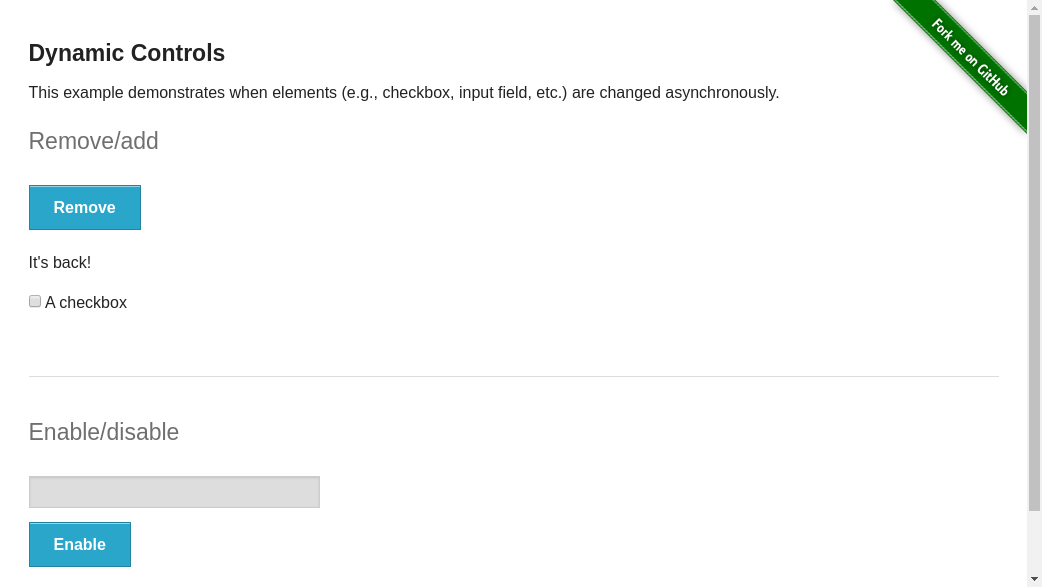 Fork me on GitHub
Dynamic Controls
This example demonstrates when elements (e.g., checkbox, input field, etc.) are changed asynchronously.
Remove/add
Remove
It's back!
A checkbox
Enable/disable
Enable